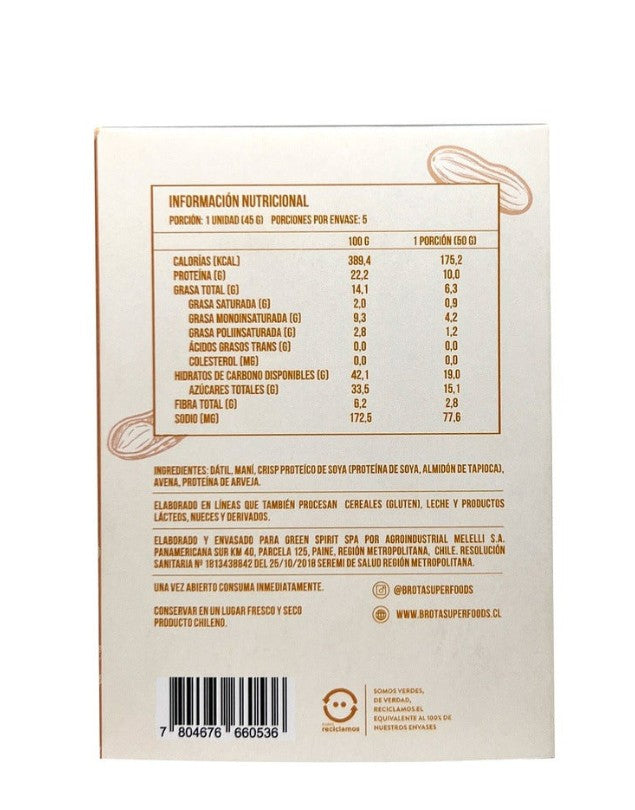 INFORMACIÓN NUTRICIONAL
PORCIÓN: 1 UNIDAD (45 G) PORCIONES POR ENVASE: 5
100 G 1 PORCIÓN (50 G)
CALORÍAS (KCAL) 389,4 175,2
PROTEÍNA (G) 22,2 10,0
GRASA TOTAL (G) 14,1 6,3
GRASA SATURADA (G) 2,0 0,9
GRASA MONOINSATURADA (G) 9,3 4,2
GRASA POLIINSATURADA (G) 2,8 1,2
ÁCIDOS GRASOS TRANS (G) 0,0 0,0
COLESTEROL (MG) 0,0 0,0
HIDRATOS DE CARBONO DISPONIBLES (G) 42,1 19,0
AZÚCARES TOTALES (G) 33,5 15,1
FIBRA TOTAL (G) 6,2 2,8
SODIO (MG) 172,5 77,6
INGREDIENTES: DÁTIL, MANÍ, CRISP PROTEÍCO DE SOYA (PROTEÍNA DE SOYA, ALMIDÓN DE TAPIOCA),
AVENA, PROTEÍNA DE ARVEJA.
ELABORADO EN LÍNEAS QUE TAMBIÉN PROCESAN CEREALES (GLUTEN), LECHE Y PRODUCTOS
LÁCTEOS, NUECES Y DERIVADOS.
ELABORADO Y ENVASADO PARA GREEN SPIRIT SPA POR AGROINDUSTRIAL MELELLI S.A.
PANAMERICANA SUR KM 40, PARCELA 125, PAINE, REGIÓN METROPOLITANA, CHILE. RESOLUCIÓN
SANITARIA Nº 1813438842 DEL 25/10/2018 SEREMI DE SALUD REGIÓN METROPOLITANA.
UNA VEZ ABIERTO CONSUMA INMEDIATAMENTE.
@BROTASUPERFOODS
CONSERVAR EN UN LUGAR FRESCO Y SECO
PRODUCTO CHILENO.
WWW.BROTASUPERFOODS.CL
7 804676 660536
reciclamos
SOMOS VERDES,
DE VERDAD,
RECICLAMOS.EL
EQUIVALENTE AL 100% DE
NUESTROS ENVASES